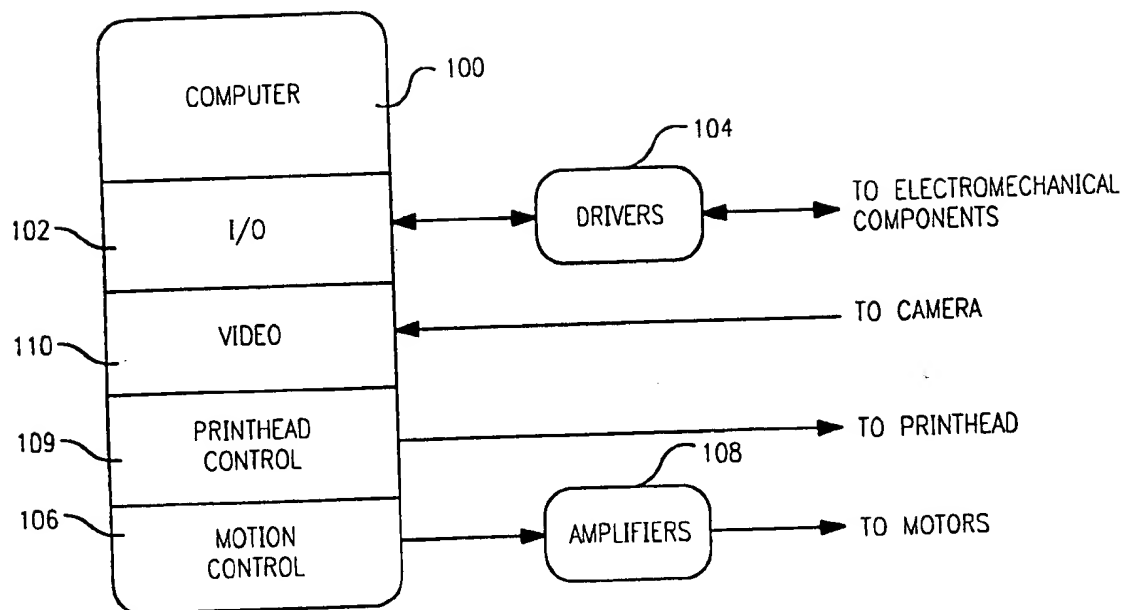 COMPUTER
100
104
102
I/O
DRIVERS
TO ELECTROMECHANICAL
COMPONENTS
110
VIDEO
TO CAMERA
109
PRINTHEAD
CONTROL
TO PRINTHEAD
108
106
MOTION
CONTROL
AMPLIFIERS
TO MOTORS